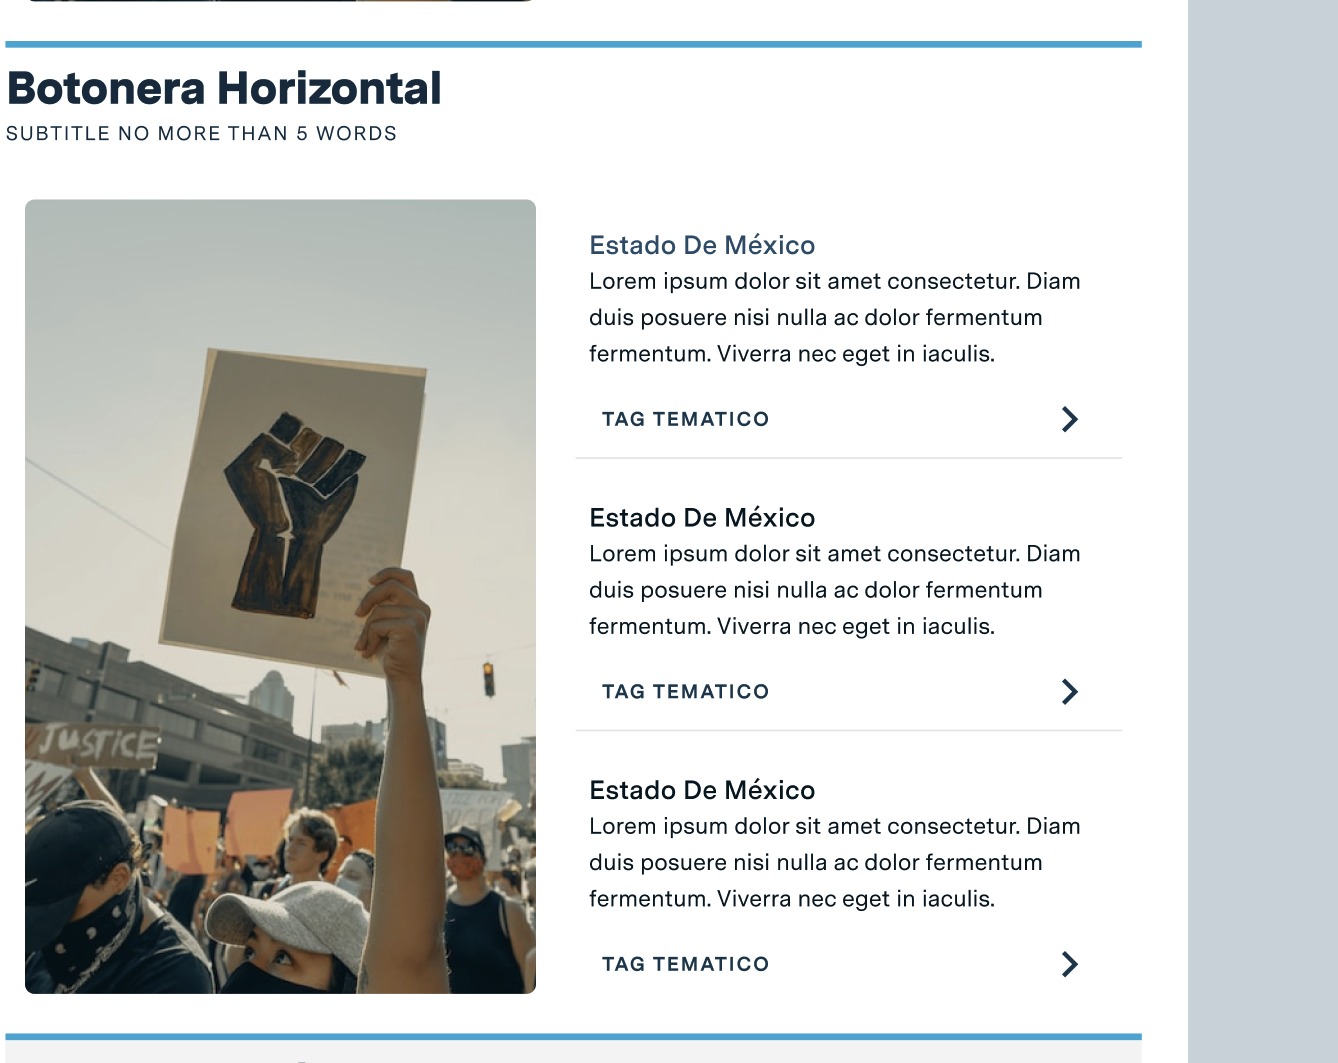 Botonera Horizontal
SUBTITLE NO MORE THAN 5 WORDS
JUSTICE
Estado De México
Lorem ipsum dolor sit amet consectetur. Diam
duis posuere nisi nulla ac dolor fermentum
fermentum. Viverra nec eget in iaculis.
TAG TEMATICO
Estado De México
Lorem ipsum dolor sit amet consectetur. Diam
duis posuere nisi nulla ac dolor fermentum
fermentum. Viverra nec eget in iaculis.
TAG TEMATICO
Estado De México
Lorem ipsum dolor sit amet consectetur. Diam
duis posuere nisi nulla ac dolor fermentum
fermentum. Viverra nec eget in iaculis.
TAG TEMATICO